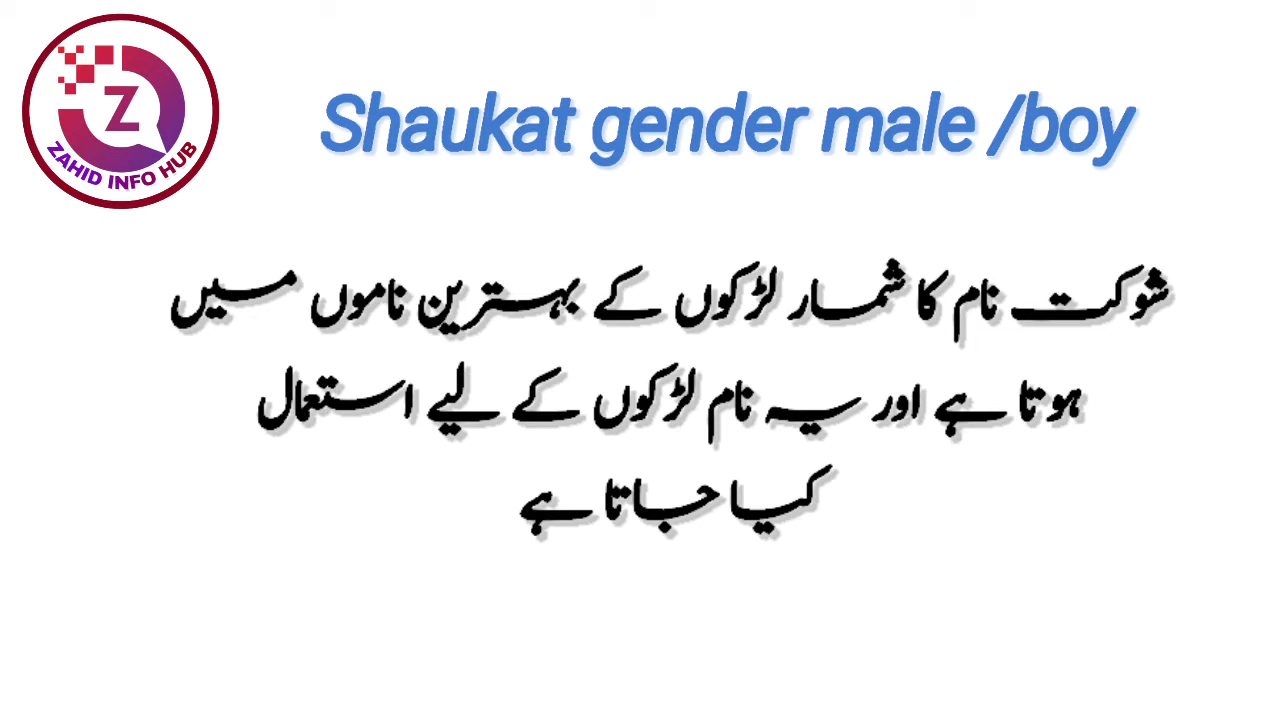 Z
ZAHID INFO HUB
Shaukat gender male /boy
شوکت نام کا شمار لڑکوں کے بہترین ناموں میں
ہوتا ہے اور یہ نام لڑکوں کے لیے استعمال
کیا جاتا ہے